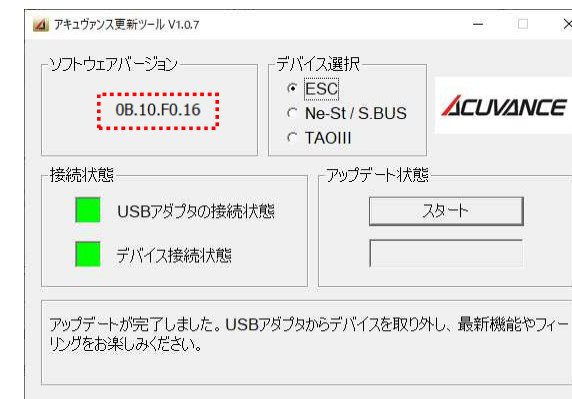 アキュヴァンス更新ツール V1.0.7
ソフトウェアバージョン
0B.10.F0.16
デバイス選択
ESC
Ne-St / S.BUS
TAOIII
ACUVANCE
接続状態
USBアダプタの接続状態
デバイス接続状態
アップデート状態
スタート
アップデートが完了しました。USBアダプタからデバイスを取り外し、最新機能やフィー
リングをお楽しみください。